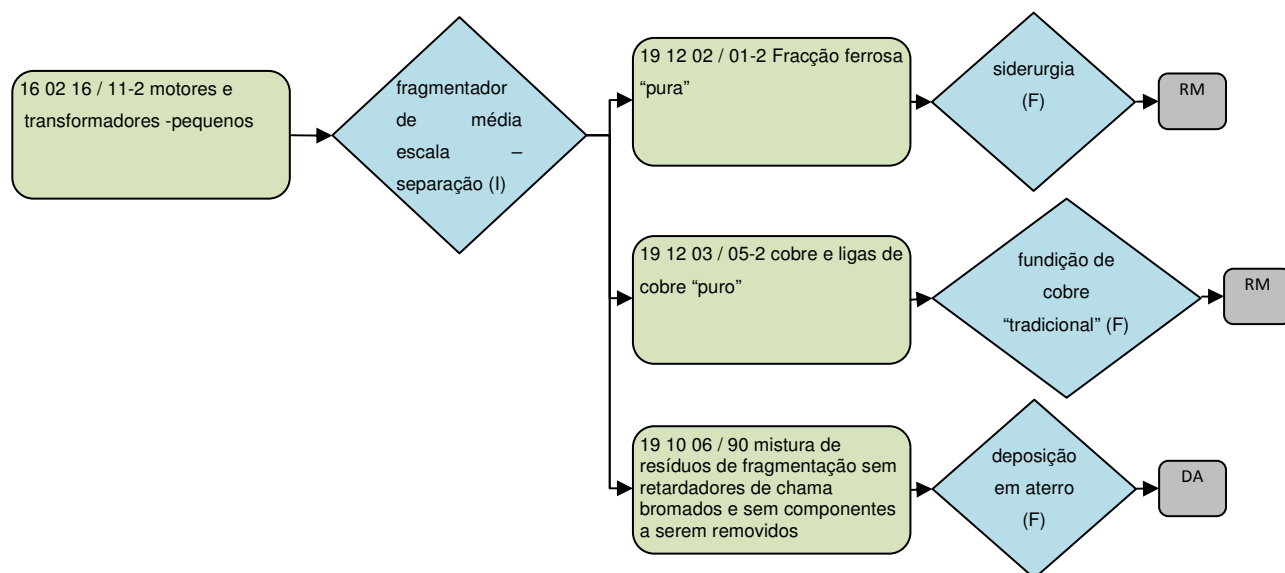 16 02 16 / 11-2 motores e
transformadores -pequenos
fragmentador
de média
escala –
separação (I)
19 12 02 / 01-2 Fracção ferrosa
“pura”
siderurgia
(F)
RM
19 12 03 / 05-2 cobre e ligas de
cobre “puro”
fundição de
cobre
“tradicional” (F)
RM
19 10 06 / 90 mistura de
resíduos de fragmentação sem
retardadores de chama
bromados e sem componentes
a serem removidos
deposição
em aterro
(F)
DA